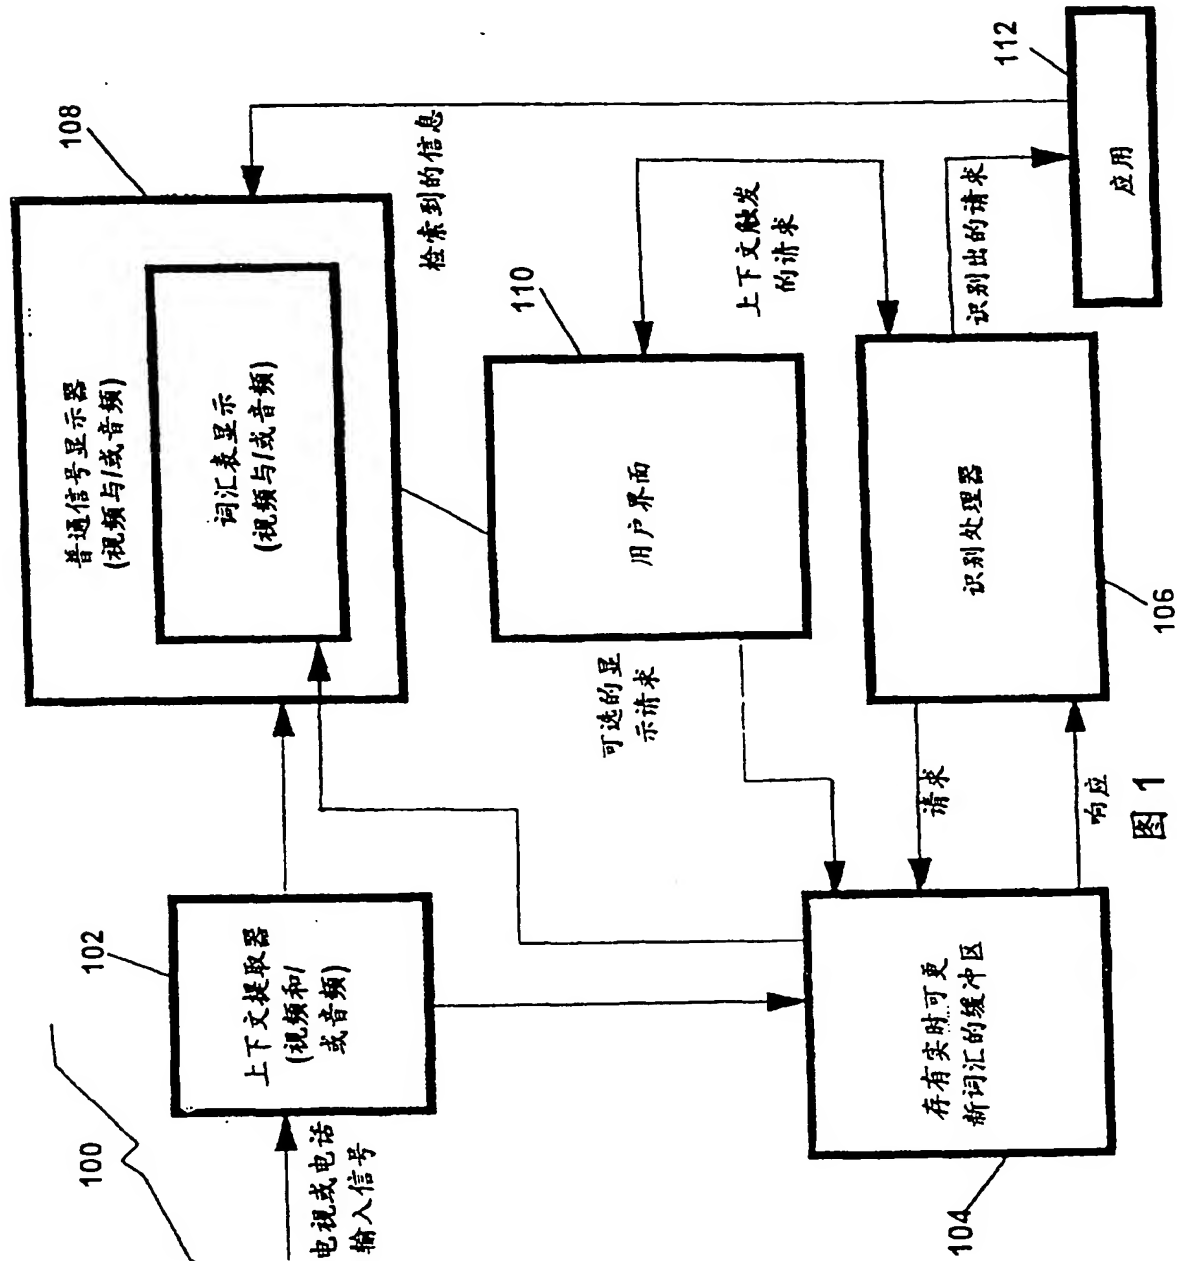 100
电视或电话
输入信号
102
上下文提取器
(视频和/
或音频)
108
普通信号显示器
(视频与/或音频)
词汇表显示
(视频与/或音频)
检索到的信息
110
用户界面
可选的显
示请求
上下文触发
的请求
104
存有实时可更
新词汇的缓冲区
请求
响应
106
识别处理器
识别出的请求
112
应用
图 1